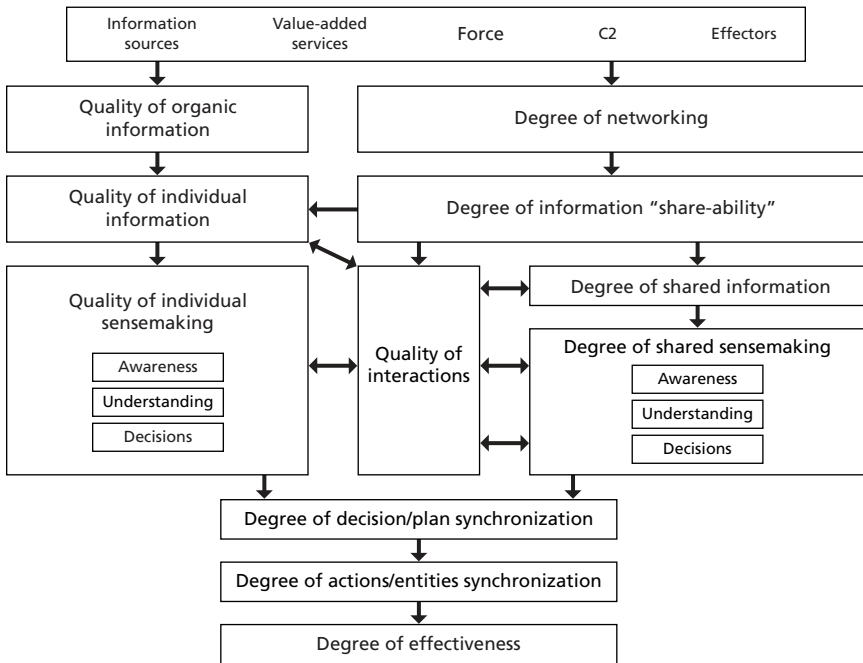 Information
sources
Value-added
services
Force
C2
Effectors
Quality of organic
information
Degree of networking
Quality of individual
information
Degree of information “share-ability”
Quality of individual
sensemaking
Awareness
Understanding
Decisions
Quality of
interactions
Degree of shared information
Degree of shared sensemaking
Awareness
Understanding
Decisions
Degree of decision/plan synchronization
Degree of actions/entities synchronization
Degree of effectiveness